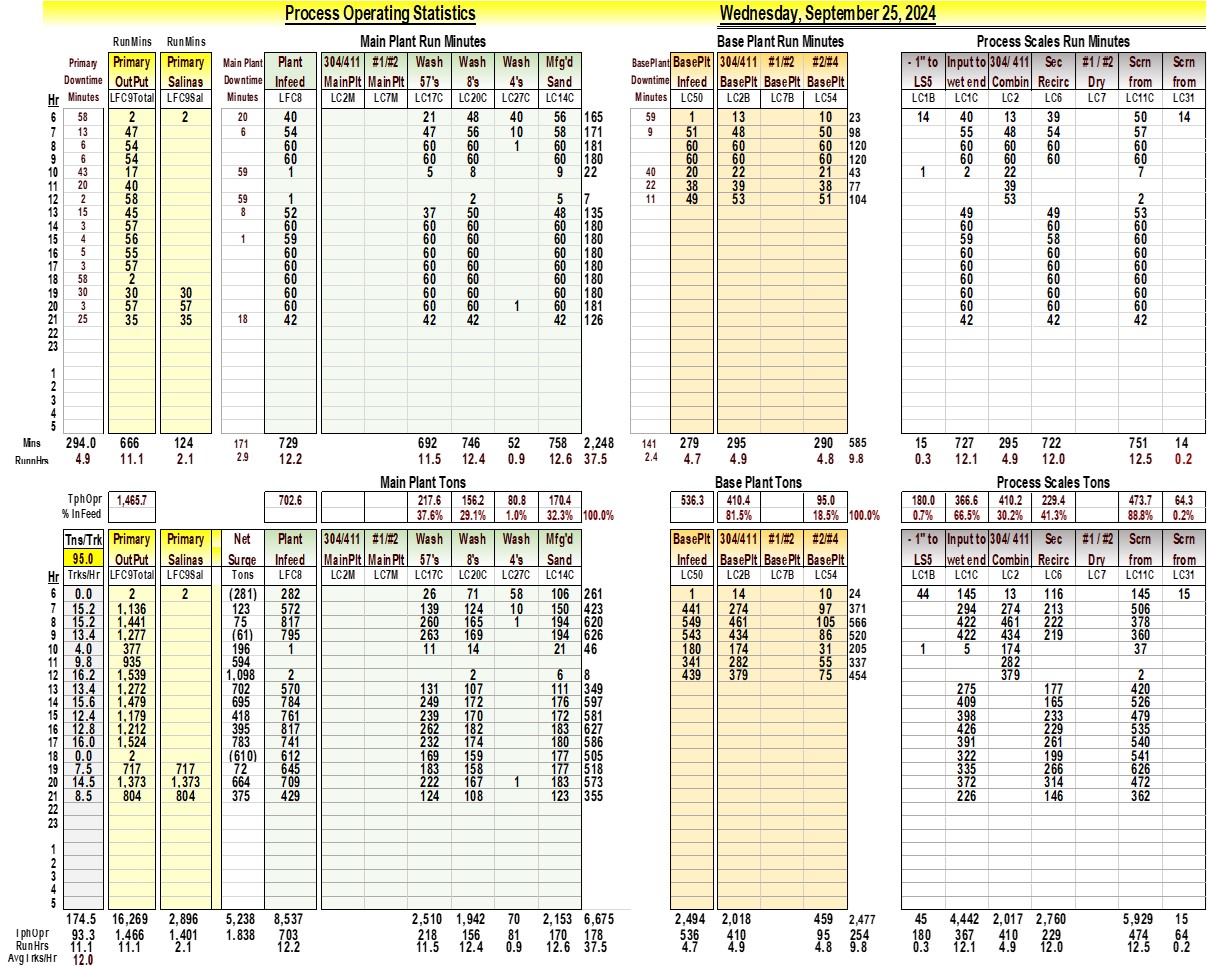 Process Operating Statistics Wednesday, September 25, 2024
RunMins RunMins Main Plant Run Minutes Base Plant Run Minutes Process Scales Run Minutes
Primary Primary Primary Main Plant Plant 304/411 #1/#2 Wash Wash Wash Mfg'd BasePlant BasePlt 304/411 #1/#2 #2/#4 - 1" to Input to 304/ 411 Sec #1 / #2 Scrn Scrn
Downtime OutPut Salinas Downtime Infeed MainPlt MainPlt 57's 8's 4's Sand Downtime Infeed BasePlt BasePlt BasePlt LS5 wet end Combin Recirc Dry from from
Hr Minutes LFC9Total LFC9Sal Minutes LFC8 LC2M LC7M LC17C LC20C LC27C LC14C Minutes LC50 LC2B LC7B LC54 LC1B LC1C LC2 LC6 LC7 LC11C LC31
6 58 2 2 20 40 21 48 40 56 165 59 1 13 10 23 14 40 13 39 50 14
7 13 47 6 54 47 56 10 58 171 9 51 48 50 98 55 48 54 57
8 6 54 60 60 60 1 60 181 60 60 60 120 60 60 60 60
9 6 54 60 60 60 60 180 60 60 60 120 60 60 60 60
10 43 17 59 1 5 8 9 22 40 20 22 21 43 1 2 22 7
11 20 40 22 38 39 38 77 39
12 2 58 59 1 2 5 7 11 49 53 51 104 53 2
13 15 45 8 52 37 50 48 135 49 49 53
14 3 57 60 60 60 60 180 60 60 60
15 4 56 1 59 60 60 60 180 59 58 60
16 5 55 60 60 60 60 180 60 60 60
17 3 57 60 60 60 60 180 60 60 60
18 58 2 60 60 60 60 180 60 60 60
19 30 30 30 60 60 60 60 180 60 60 60
20 3 57 57 60 60 60 1 60 181 60 60 60
21 25 35 35 18 42 42 42 42 126 42 42 42
22
23
1
2
3
4
5
Mins 294.0 666 124 171 729 692 746 52 758 2,248 141 279 295 290 585 15 727 295 722 751 14
RunnHrs 4.9 11.1 2.1 2.9 12.2 11.5 12.4 0.9 12.6 37.5 2.4 4.7 4.9 4.8 9.8 0.3 12.1 4.9 12.0 12.5 0.2
Main Plant Tons Base Plant Tons Process Scales Tons
TphOpr 1,465.7 702.6 217.6 156.2 80.8 170.4 536.3 410.4 95.0 180.0 366.6 410.2 229.4 473.7 64.3
% InFeed 37.6% 29.1% 1.0% 32.3% 100.0% 81.5% 18.5% 100.0% 0.7% 66.5% 30.2% 41.3% 88.8% 0.2%
Tns/Trk Primary Primary Net Plant 304/411 #1/#2 Wash Wash Wash Mfg'd BasePlt 304/411 #1/#2 #2/#4 - 1" to Input to 304/ 411 Sec #1 / #2 Scrn Scrn
95.0 OutPut Salinas Surge Infeed MainPlt MainPlt 57's 8's 4's Sand Infeed BasePlt BasePlt BasePlt LS5 wet end Combin Recirc Dry from from
Hr Trks/Hr LFC9Total LFC9Sal Tons LFC8 LC2M LC7M LC17C LC20C LC27C LC14C LC50 LC2B LC7B LC54 LC1B LC1C LC2 LC6 LC7 LC11C LC31
6 0.0 2 2 (281) 282 26 71 58 106 261 1 14 10 24 44 145 13 116 145 15
7 15.2 1,136 123 572 139 124 10 150 423 441 274 97 371 294 274 213 506
8 15.2 1,441 75 817 260 165 1 194 620 549 461 105 566 422 461 222 378
9 13.4 1,277 (61) 795 263 169 194 626 543 434 86 520 422 434 219 360
10 4.0 377 196 1 11 14 21 46 180 174 31 205 1 5 174 37
11 9.8 935 594 341 282 55 337 282
12 16.2 1,539 1,098 2 2 6 8 439 379 75 454 379 2
13 13.4 1,272 702 570 131 107 111 349 275 177 420
14 15.6 1,479 695 784 249 172 176 597 409 165 526
15 12.4 1,179 418 761 239 170 172 581 398 233 479
16 12.8 1,212 395 817 262 182 183 627 426 229 535
17 16.0 1,524 783 741 232 174 180 586 391 261 540
18 0.0 2 (610) 612 169 159 177 505 322 199 541
19 7.5 717 717 72 645 183 158 177 518 335 266 626
20 14.5 1,373 1,373 664 709 222 167 1 183 573 372 314 472
21 8.5 804 804 375 429 124 108 123 355 226 146 362
22
23
1
2
3
4
5
174.5 16,269 2,896 5,238 8,537 2,510 1,942 70 2,153 6,675 2,494 2,018 459 2,477 45 4,442 2,017 2,760 5,929 15
TphOpr 93.3 1,466 1,401 1.838 703 218 156 81 170 178 536 410 95 254 180 367 410 229 474 64
RunHrs 11.1 11.1 2.1 12.2 11.5 12.4 0.9 12.6 37.5 4.7 4.9 4.8 9.8 0.3 12.1 4.9 12.0 12.5 0.2
AvgTrks/Hr 12.0